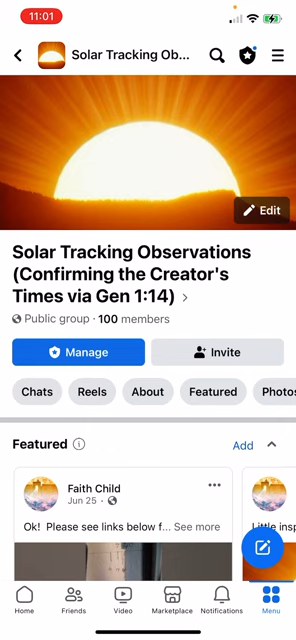 11:01
Solar Tracking Ob...
Edit
Solar Tracking Observations
(Confirming the Creator's
Times via Gen 1:14)
Public group · 100 members
Manage
Invite
Chats
Reels
About
Featured
Photos
Featured
Add
Faith Child
Jun 25 ·
Ok! Please see links below f... See more
Little insp
Home
Friends
Video
Marketplace
Notifications
Menu